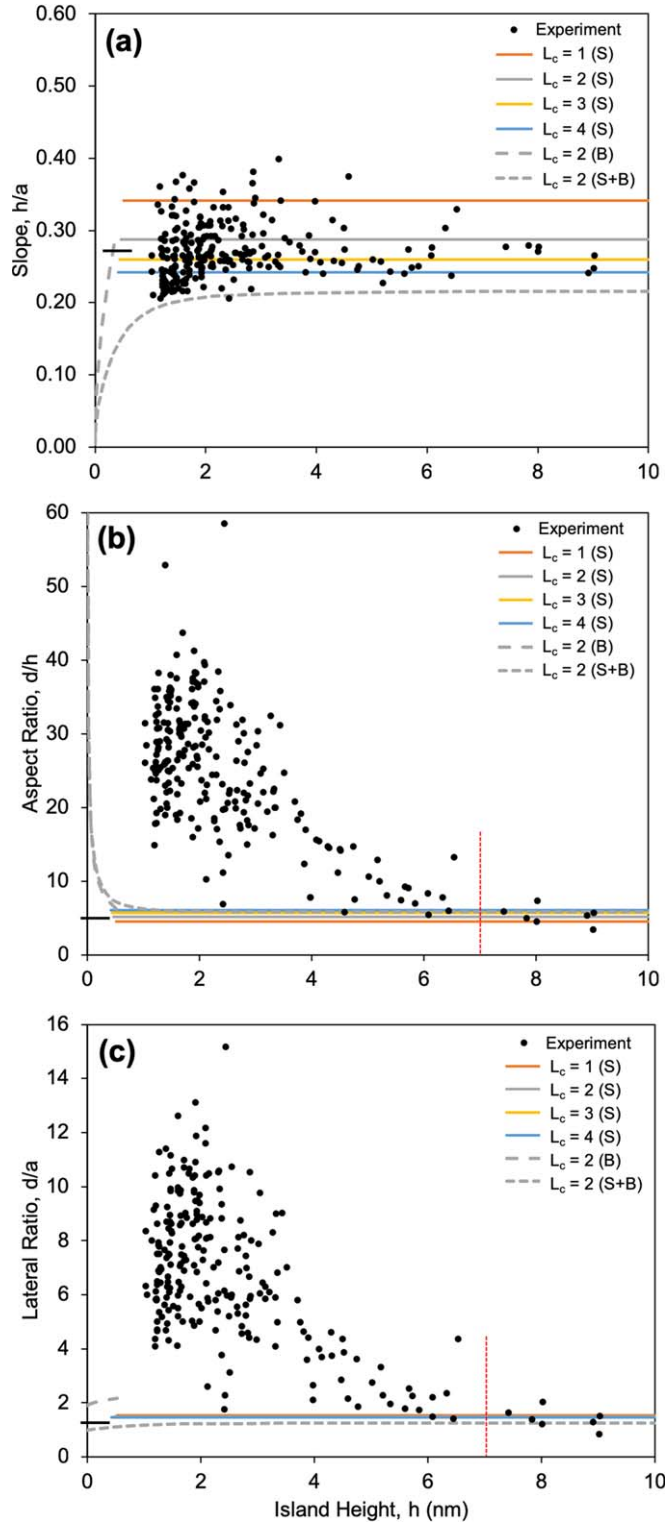 (a)
Experiment
L_c = 1 (S)
L_c = 2 (S)
L_c = 3 (S)
L_c = 4 (S)
L_c = 2 (B)
L_c = 2 (S+B)
0.60
0.50
0.40
0.30
0.20
0.10
0.00
Slope, h/a
0 2 4 6 8 10
(b)
Experiment
L_c = 1 (S)
L_c = 2 (S)
L_c = 3 (S)
L_c = 4 (S)
L_c = 2 (B)
L_c = 2 (S+B)
60
50
40
30
20
10
0
Aspect Ratio, d/h
0 2 4 6 8 10
(c)
Experiment
L_c = 1 (S)
L_c = 2 (S)
L_c = 3 (S)
L_c = 4 (S)
L_c = 2 (B)
L_c = 2 (S+B)
16
14
12
10
8
6
4
2
0
Lateral Ratio, d/a
0 2 4 6 8 10
Island Height, h (nm)